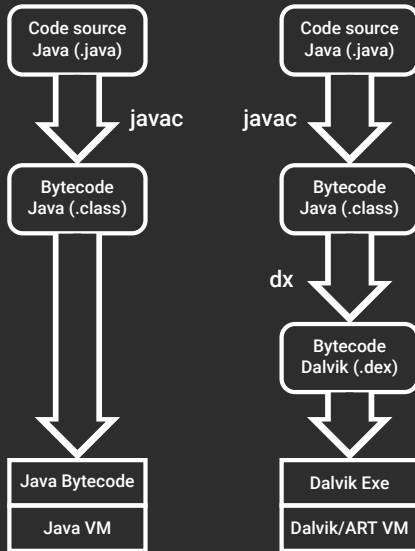 Code source
Java (.java)
javac
Bytecode
Java (.class)
Java Bytecode
Java VM
Code source
Java (.java)
javac
Bytecode
Java (.class)
dx
Bytecode
Dalvik (.dex)
Dalvik Exe
Dalvik/ART VM